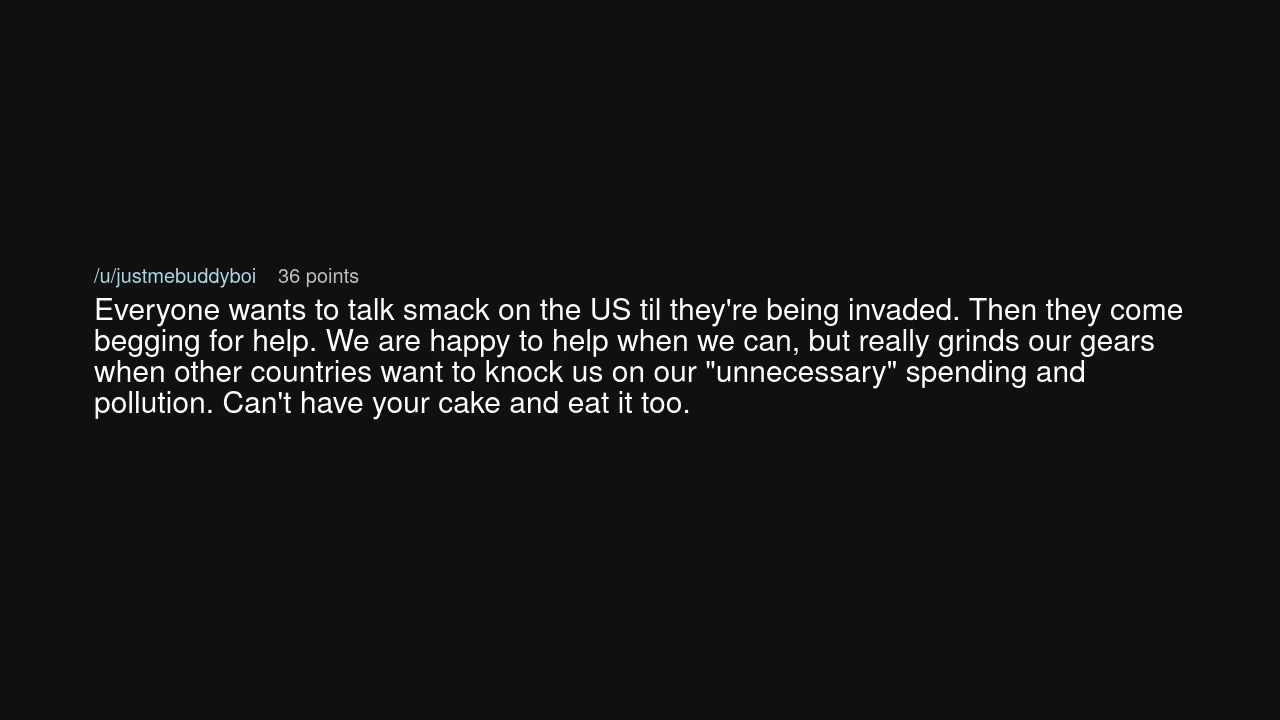 /u/justmebuddyboi 36 points
Everyone wants to talk smack on the US til they're being invaded. Then they come
begging for help. We are happy to help when we can, but really grinds our gears
when other countries want to knock us on our "unnecessary" spending and
pollution. Can't have your cake and eat it too.